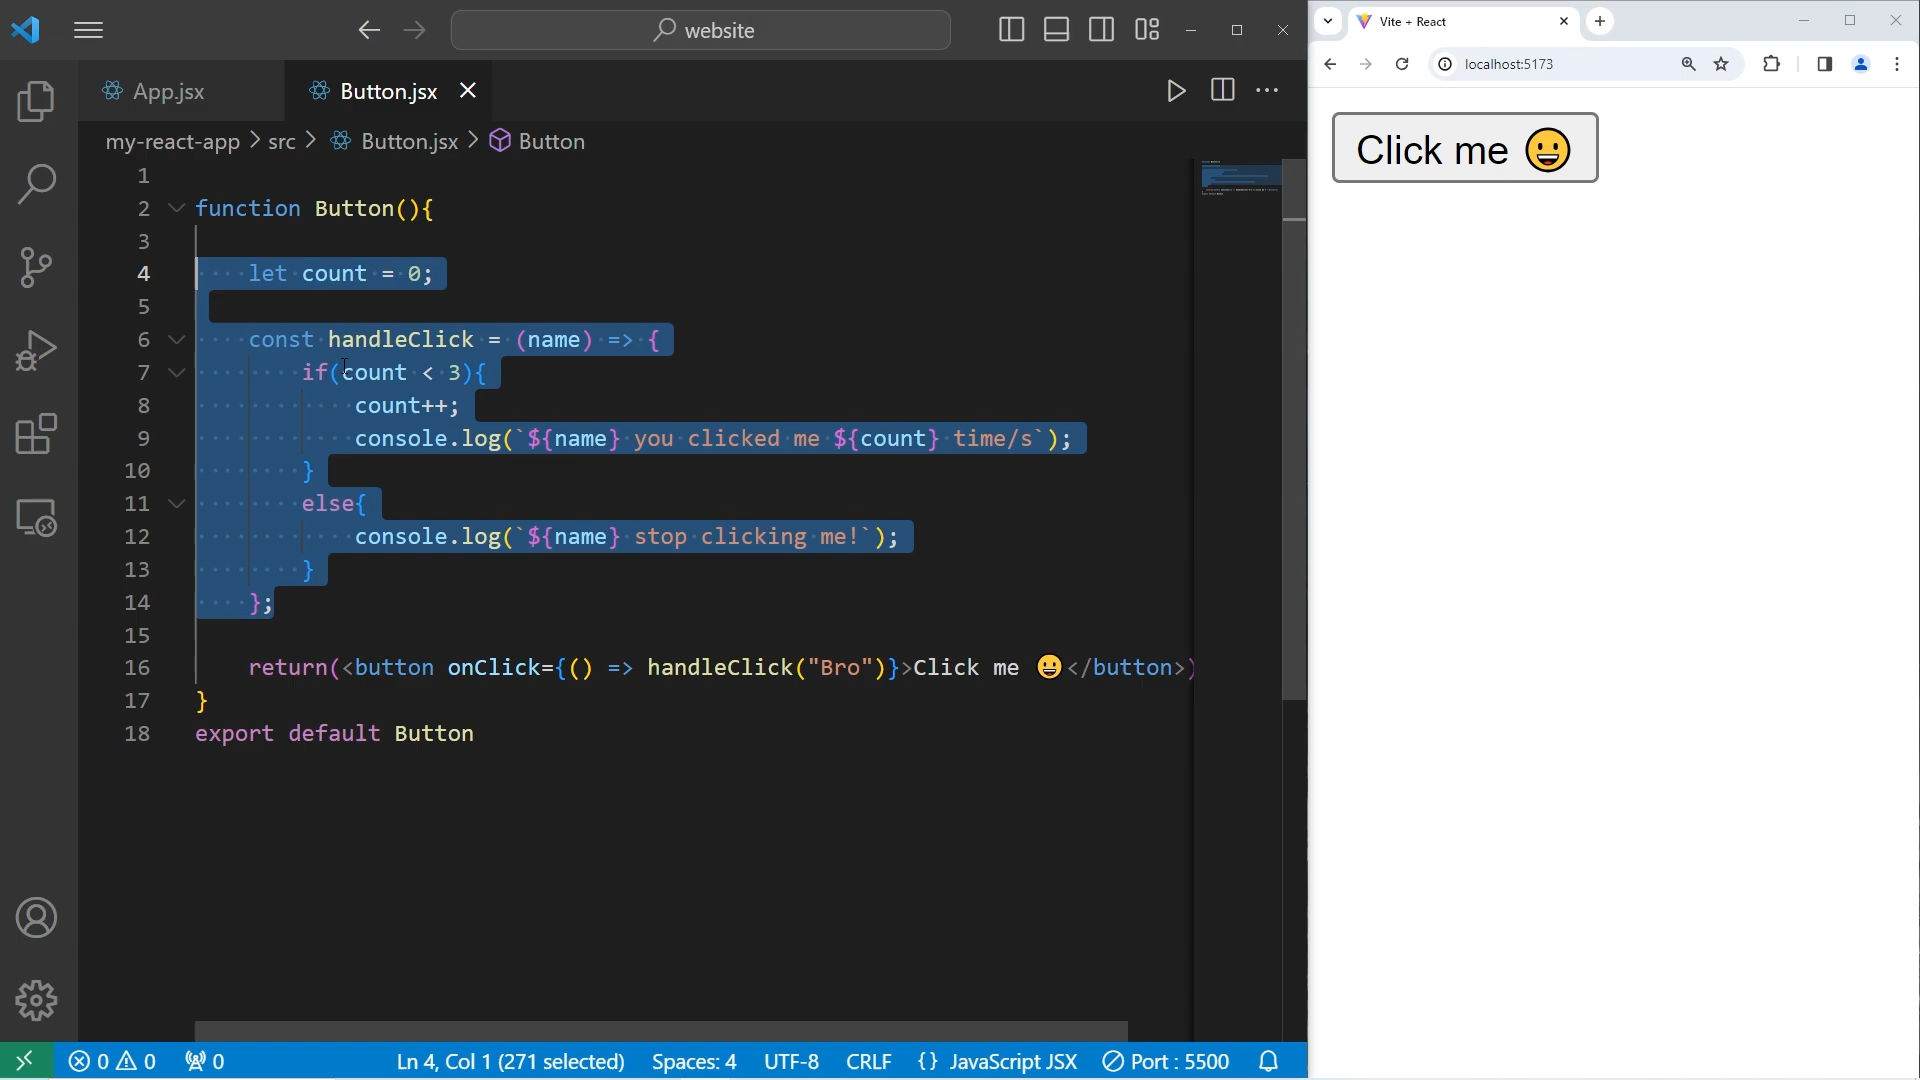 website
App.jsx
Button.jsx
my-react-app > src > Button.jsx > Button
1
2 function Button(){
3
4 let count = 0;
5
6 const handleClick = (name) => {
7 if(count < 3){
8 count++;
9 console.log(`${name} you clicked me ${count} time/s`);
10 }
11 else{
12 console.log(`${name} stop clicking me!`);
13 }
14 };
15
16 return(<button onClick={() => handleClick("Bro")}>Click me 😀</button>)
17 }
18 export default Button
0 0 0 Ln 4, Col 1 (271 selected) Spaces: 4 UTF-8 CRLF {} JavaScript JSX Port : 5500
Vite + React
localhost:5173
Click me 😀